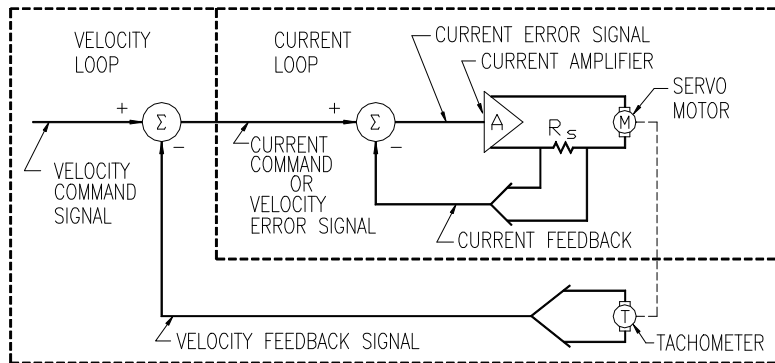 VELOCITY
LOOP
CURRENT
LOOP
CURRENT ERROR SIGNAL
CURRENT AMPLIFIER
SERVO
MOTOR
+
Σ
−
+
Σ
−
A
Rs
M
VELOCITY
COMMAND
SIGNAL
CURRENT
COMMAND
OR
VELOCITY
ERROR SIGNAL
CURRENT FEEDBACK
VELOCITY FEEDBACK SIGNAL
T
TACHOMETER